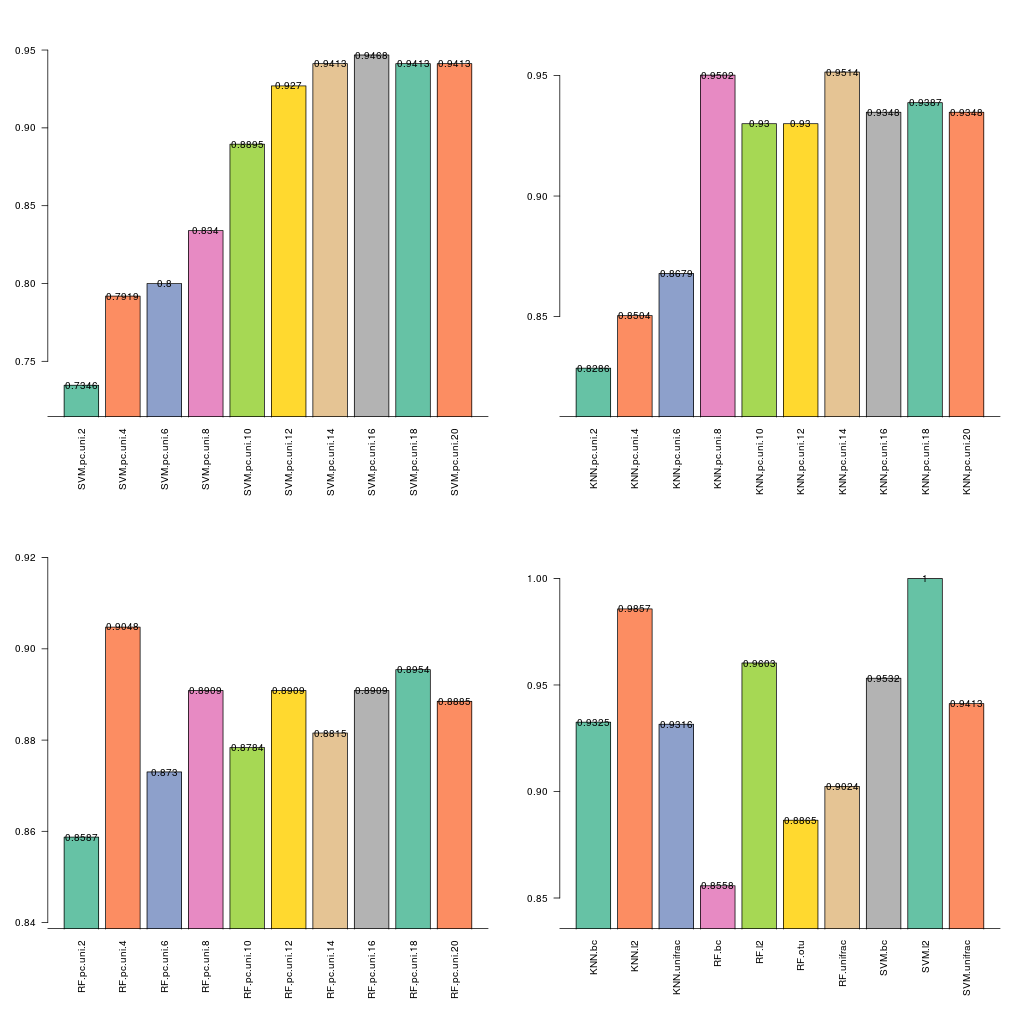 0.95
0.90
0.85
0.80
0.75
0.7346
0.7919
0.8
0.834
0.8895
0.927
0.9413
0.9468
0.9413
0.9413
SVM.pc.uni.2
SVM.pc.uni.4
SVM.pc.uni.6
SVM.pc.uni.8
SVM.pc.uni.10
SVM.pc.uni.12
SVM.pc.uni.14
SVM.pc.uni.16
SVM.pc.uni.18
SVM.pc.uni.20
0.95
0.90
0.85
0.8286
0.8504
0.8679
0.9502
0.93
0.93
0.9514
0.9348
0.9387
0.9348
KNN.pc.uni.2
KNN.pc.uni.4
KNN.pc.uni.6
KNN.pc.uni.8
KNN.pc.uni.10
KNN.pc.uni.12
KNN.pc.uni.14
KNN.pc.uni.16
KNN.pc.uni.18
KNN.pc.uni.20
0.92
0.90
0.88
0.86
0.84
0.8587
0.9048
0.873
0.8909
0.8784
0.8909
0.8815
0.8909
0.8954
0.8885
RF.pc.uni.2
RF.pc.uni.4
RF.pc.uni.6
RF.pc.uni.8
RF.pc.uni.10
RF.pc.uni.12
RF.pc.uni.14
RF.pc.uni.16
RF.pc.uni.18
RF.pc.uni.20
1.00
0.95
0.90
0.85
0.9325
0.9857
0.9316
0.8558
0.9603
0.8865
0.9024
0.9532
1
0.9413
KNN.bc
KNN.l2
KNN.unifrac
RF.bc
RF.l2
RF.otu
RF.unifrac
SVM.bc
SVM.l2
SVM.unifrac